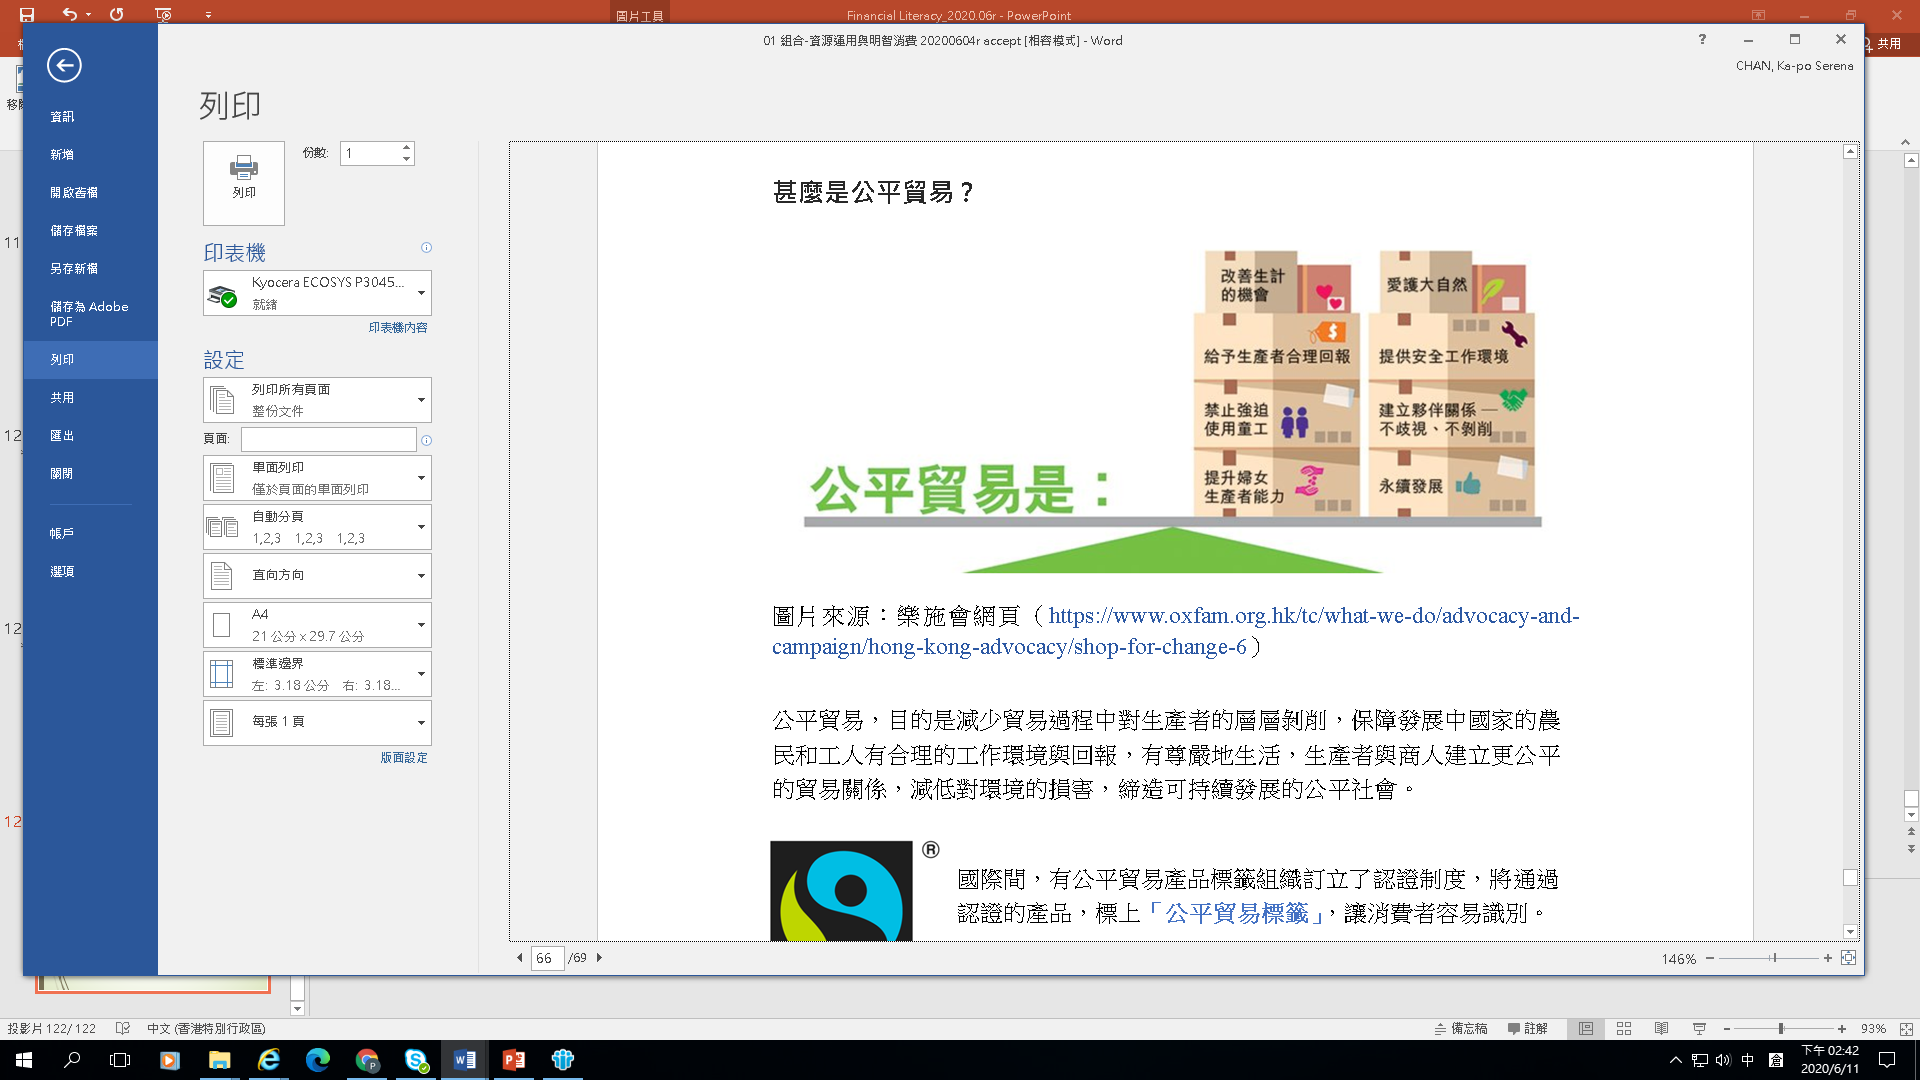 圖片工具
Financial Literacy_2020.06r - PowerPoint
01 組合-資源運用與明智消費 20200604r accept [相容模式] - Word
共用
CHAN, Ka-po Serena
列印
資訊
新增
開啟舊檔
儲存檔案
另存新檔
儲存為 Adobe
PDF
列印
共用
匯出
關閉
帳戶
選項
列印
份數:
1
印表機
Kyocera ECOSYS P3045...
就緒
印表機內容
設定
列印所有頁面
整份文件
頁面:
單面列印
僅於頁面的單面列印
自動分頁
1,2,3 1,2,3 1,2,3
直向方向
A4
21 公分 x 29.7 公分
標準邊界
左: 3.18 公分 右: 3.18...
每張 1 頁
版面設定
甚麼是公平貿易？
改善生計
的機會
愛護大自然
給予生產者合理回報
提供安全工作環境
禁止強迫
使用童工
建立夥伴關係 —
不歧視、不剝削
提升婦女
生產者能力
永續發展
公平貿易是：
圖片來源：樂施會網頁（https://www.oxfam.org.hk/tc/what-we-do/advocacy-and-
campaign/hong-kong-advocacy/shop-for-change-6）
公平貿易，目的是減少貿易過程中對生產者的層層剝削，保障發展中國家的農
民和工人有合理的工作環境與回報，有尊嚴地生活，生產者與商人建立更公平
的貿易關係，減低對環境的損害，締造可持續發展的公平社會。
®
國際間，有公平貿易產品標籤組織訂立了認證制度，將通過
認證的產品，標上「公平貿易標籤」，讓消費者容易識別。
66 /69
146%
投影片 122/ 122
中文 (香港特別行政區)
備忘稿
註解
93%
中
倉
下午 02:42
2020/6/11